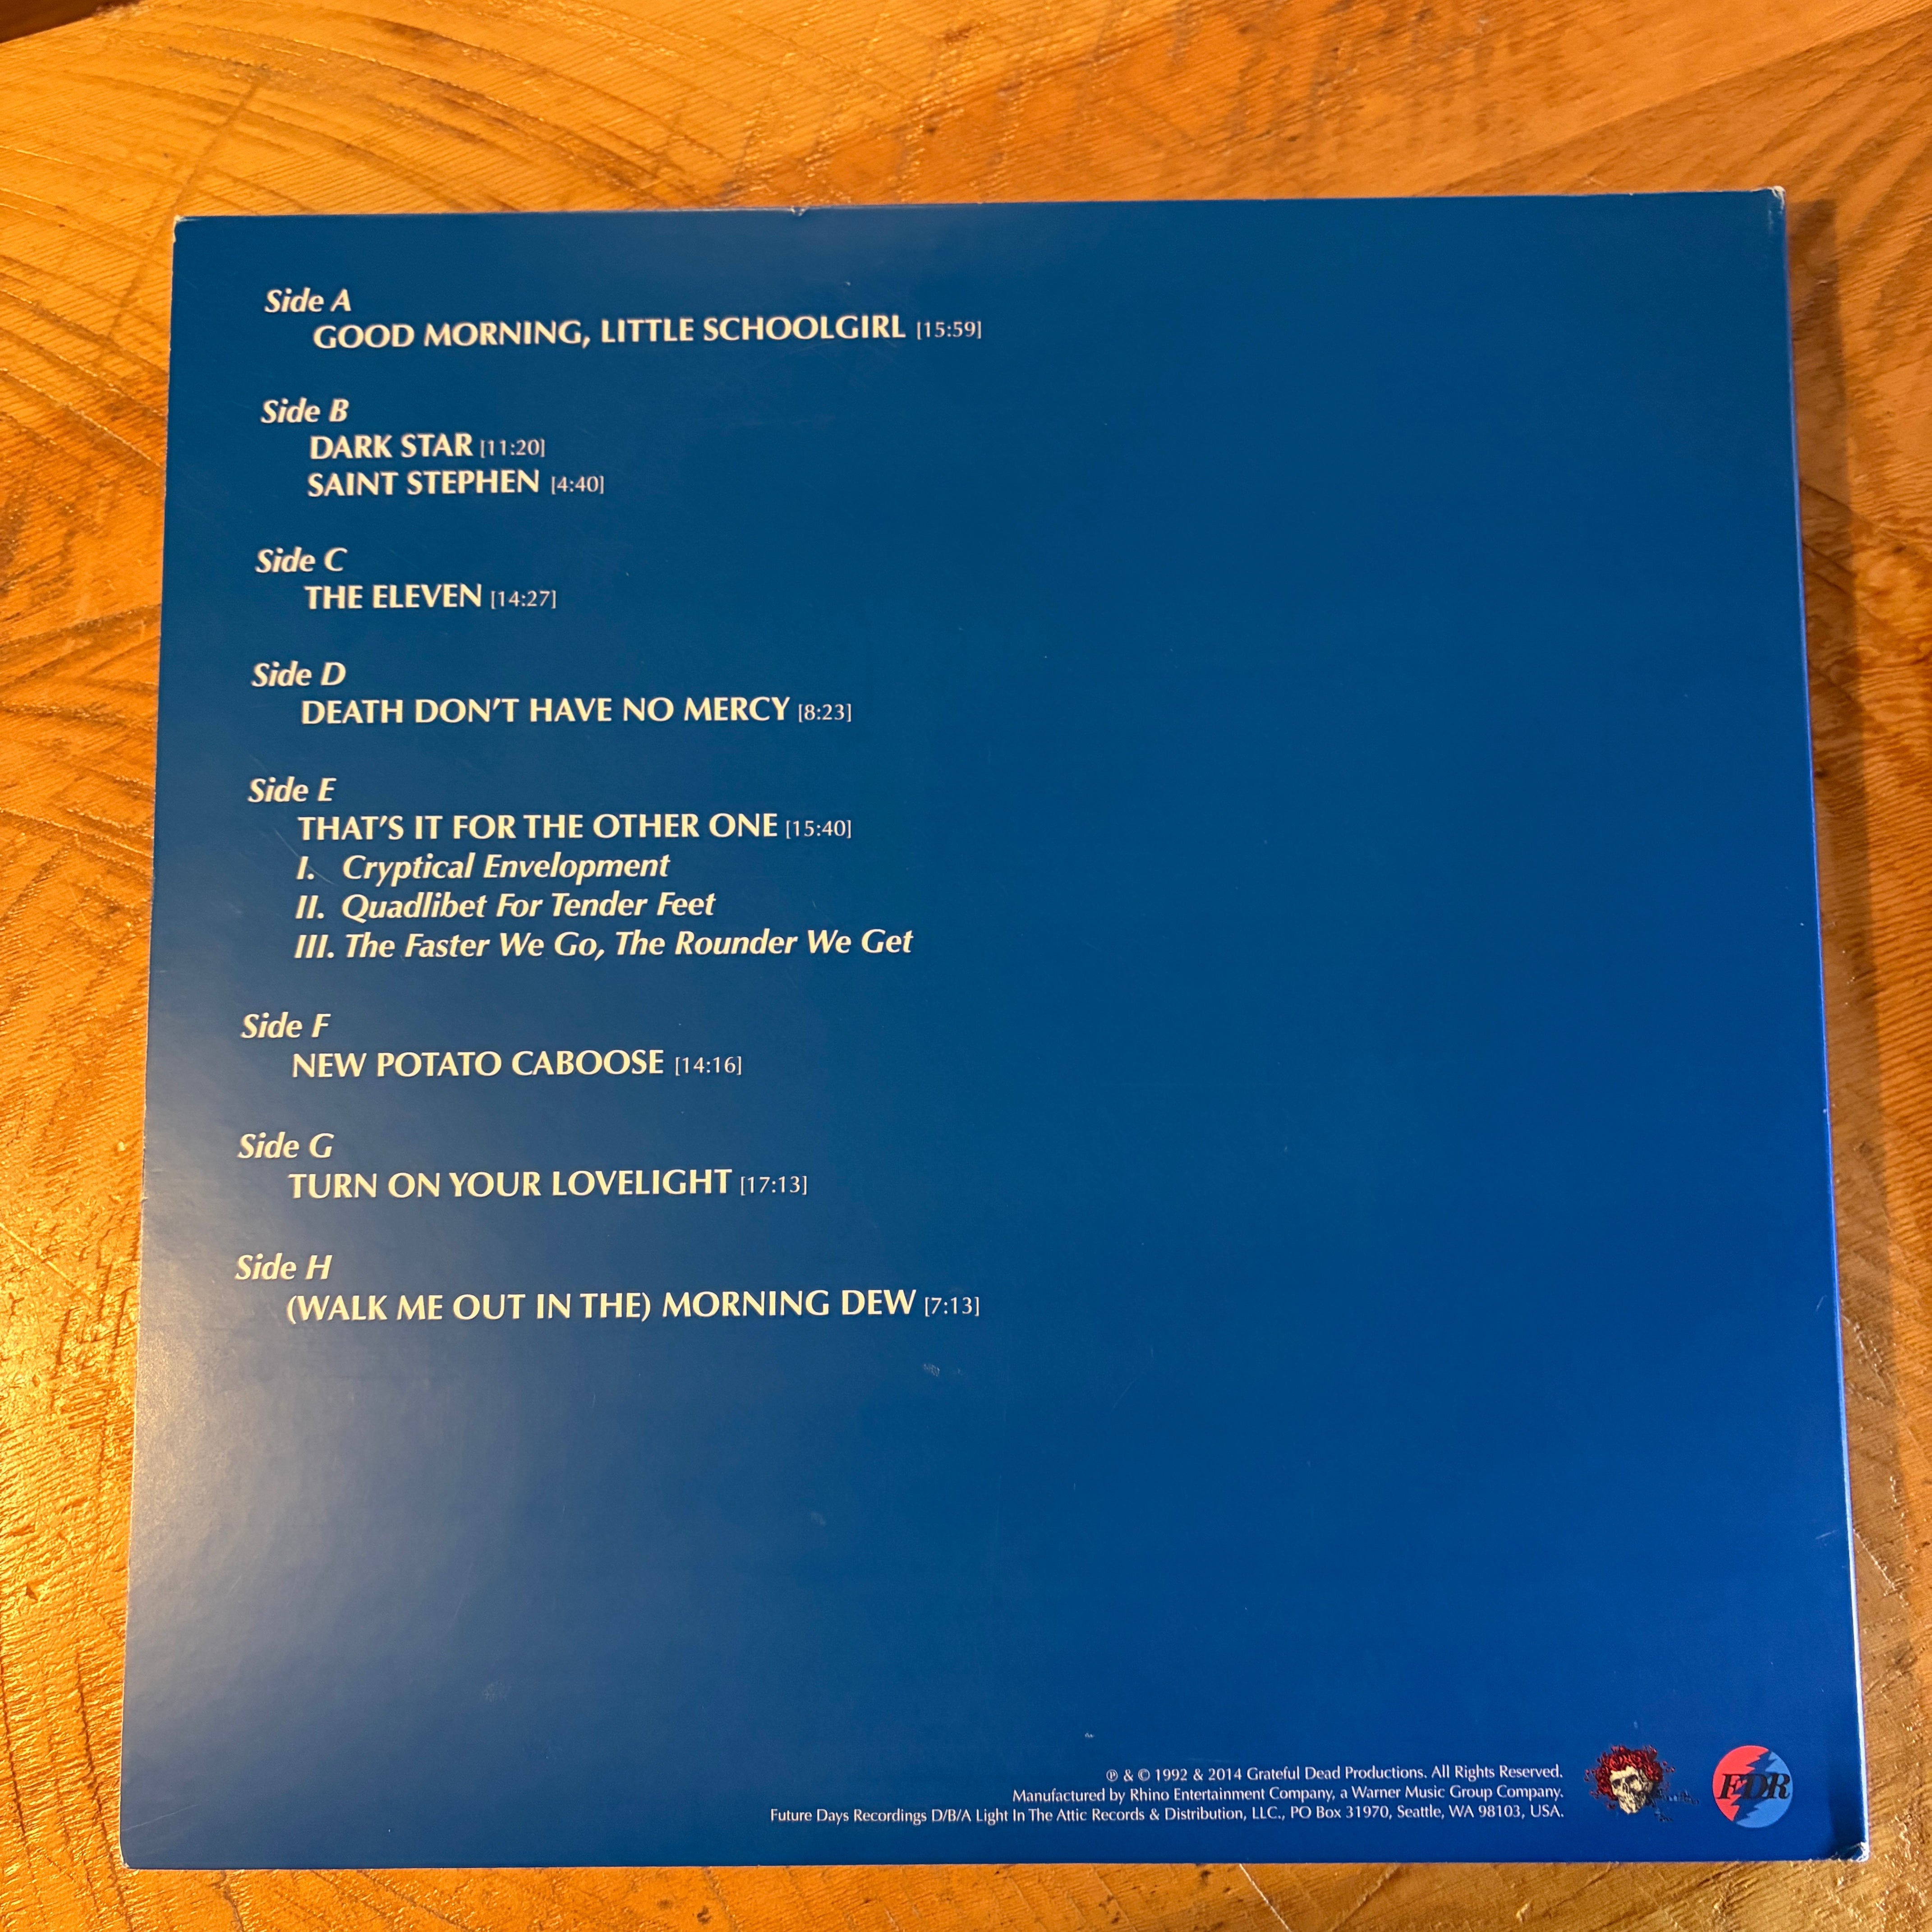 Side A
GOOD MORNING, LITTLE SCHOOLGIRL [15:59]
Side B
DARK STAR [11:20]
SAINT STEPHEN [4:40]
Side C
THE ELEVEN [14:27]
Side D
DEATH DON'T HAVE NO MERCY [8:23]
Side E
THAT'S IT FOR THE OTHER ONE [15:40]
I. Cryptical Envelopment
II. Quadlibet For Tender Feet
III. The Faster We Go, The Rounder We Get
Side F
NEW POTATO CABOOSE [14:16]
Side G
TURN ON YOUR LOVELIGHT [17:13]
Side H
(WALK ME OUT IN THE) MORNING DEW [7:13]
℗ & © 1992 & 2014 Grateful Dead Productions. All Rights Reserved.
Manufactured by Rhino Entertainment Company, a Warner Music Group Company.
Future Days Recordings D/B/A Light In The Attic Records & Distribution, LLC., PO Box 31970, Seattle, WA 98103, USA.
FDR